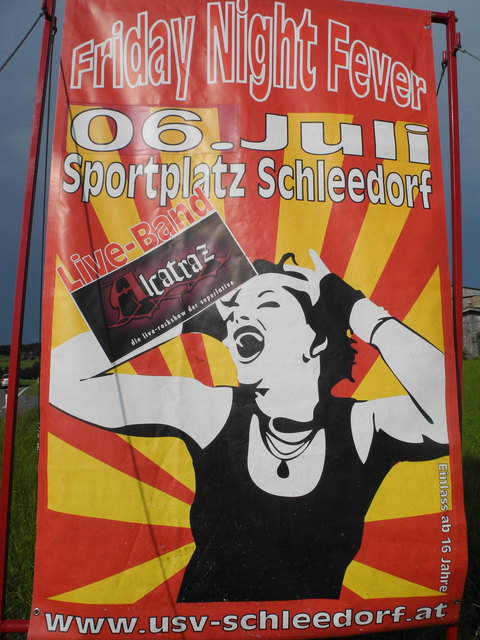 Friday Night Fever
06.Juli
Sportplatz Schleedorf
Live-Band
Alcatraz
die live-rockshow der superlative
Einlass ab 16 Jahre
www.usv-schleedorf.at